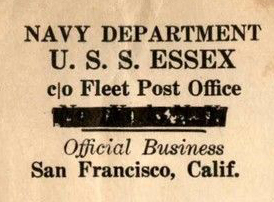 NAVY DEPARTMENT
U. S. S. ESSEX
c|o Fleet Post Office
Official Business
San Francisco, Calif.